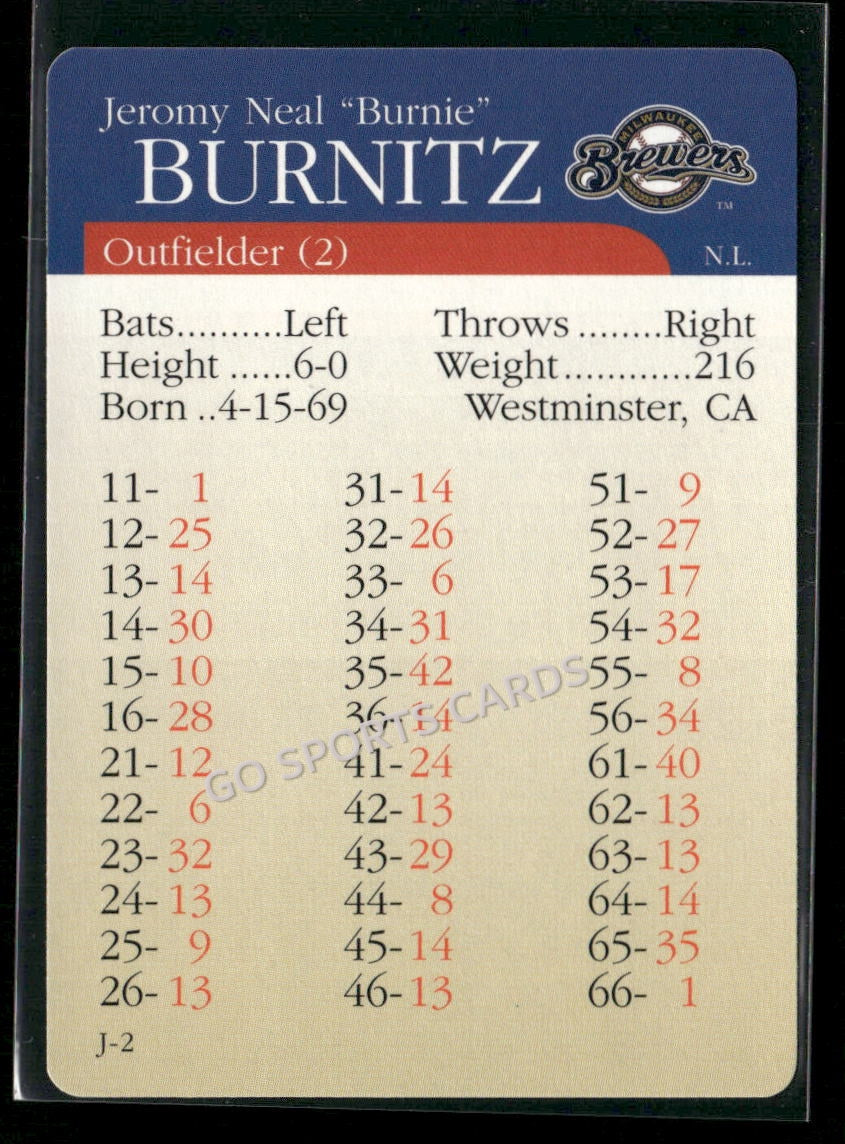 Jeromy Neal “Burnie”
BURNITZ
MILWAUKEE
Brewers
TM
Outfielder (2)
N.L.
Bats..........Left Throws ........Right
Height ......6-0 Weight............216
Born ..4-15-69 Westminster, CA
11- 1 31-14 51- 9
12-25 32-26 52-27
13-14 33- 6 53-17
14-30 34-31 54-32
15-10 35-42 55- 8
16-28 36-14 56-34
21-12 41-24 61-40
22- 6 42-13 62-13
23-32 43-29 63-13
24-13 44- 8 64-14
25- 9 45-14 65-35
26-13 46-13 66- 1
J-2
GO SPORTS CARDS